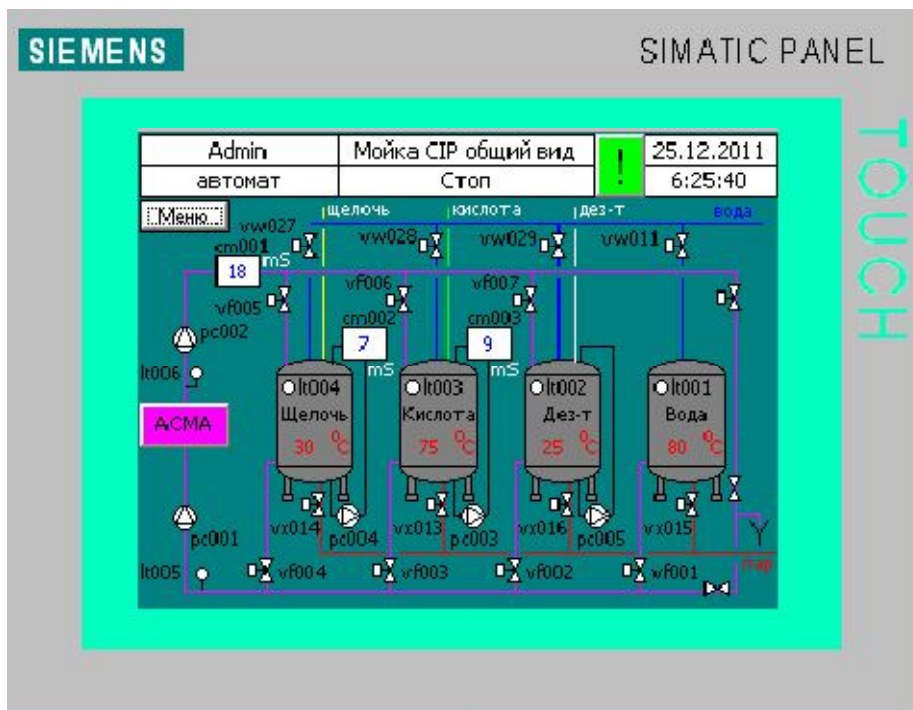 SIEMENS
SIMATIC PANEL
TOUCH
Admin
Мойка CIP общий вид
!
25.12.2011
автомат
Стоп
6:25:40
Меню
щелочь
кислота
дез-т
вода
vw027
vw028
vw029
vw011
cm001
18
mS
vf005
vf006
vf007
pc002
cm002
7
mS
cm003
9
mS
lt006
АСМА
lt004
Щелочь
30 °C
lt003
Кислота
75 °C
lt002
Дез-т
25 °C
lt001
Вода
80 °C
pc001
vx014
pc004
vx013
pc003
vx016
pc005
vx015
пар
lt005
vf004
vf003
vf002
vf001